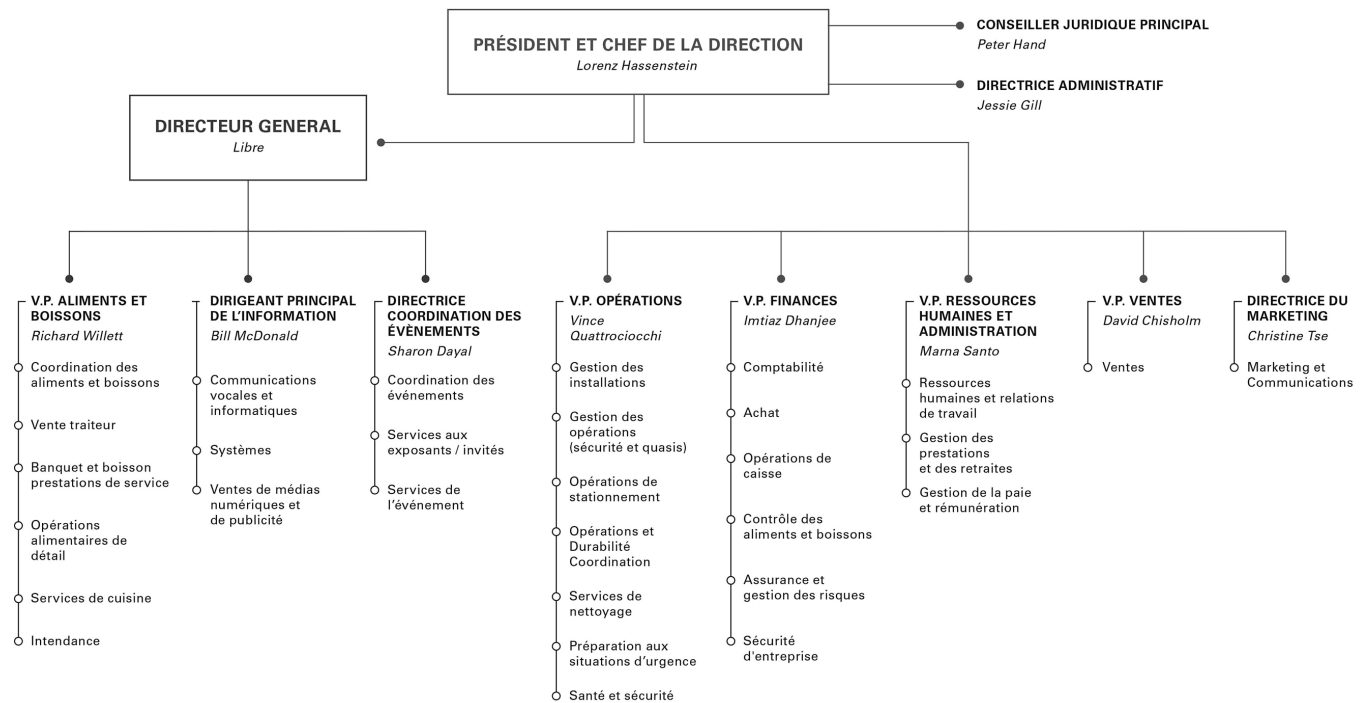 PRÉSIDENT ET CHEF DE LA DIRECTION
Lorenz Hassenstein
CONSEILLER JURIDIQUE PRINCIPAL
Peter Hand
DIRECTRICE ADMINISTRATIF
Jessie Gill
DIRECTEUR GENERAL
Libre
V.P. ALIMENTS ET
BOISSONS
Richard Willett
Coordination des
aliments et boissons
Vente traiteur
Banquet et boisson
prestations de service
Opérations
alimentaires de
détail
Services de cuisine
Intendance
DIRIGEANT PRINCIPAL
DE L’INFORMATION
Bill McDonald
Communications
vocales et
informatiques
Systèmes
Ventes de médias
numériques et
de publicité
DIRECTRICE
COORDINATION DES
ÉVÈNEMENTS
Sharon Dayal
Coordination des
événements
Services aux
exposants / invités
Services de
l’événement
V.P. OPÉRATIONS
Vince
Quattrociocchi
Gestion des
installations
Gestion des
opérations
(sécurité et quasis)
Opérations de
stationnement
Opérations et
Durabilité
Coordination
Services de
nettoyage
Préparation aux
situations d’urgence
Santé et sécurité
V.P. FINANCES
Imtiaz Dhanjee
Comptabilité
Achat
Opérations de
caisse
Contrôle des
aliments et boissons
Assurance et
gestion des risques
Sécurité
d'entreprise
V.P. RESSOURCES
HUMAINES ET
ADMINISTRATION
Marna Santo
Ressources
humaines et relations
de travail
Gestion des
prestations
et des retraites
Gestion de la paie
et rémunération
V.P. VENTES
David Chisholm
Ventes
DIRECTRICE DU
MARKETING
Christine Tse
Marketing et
Communications